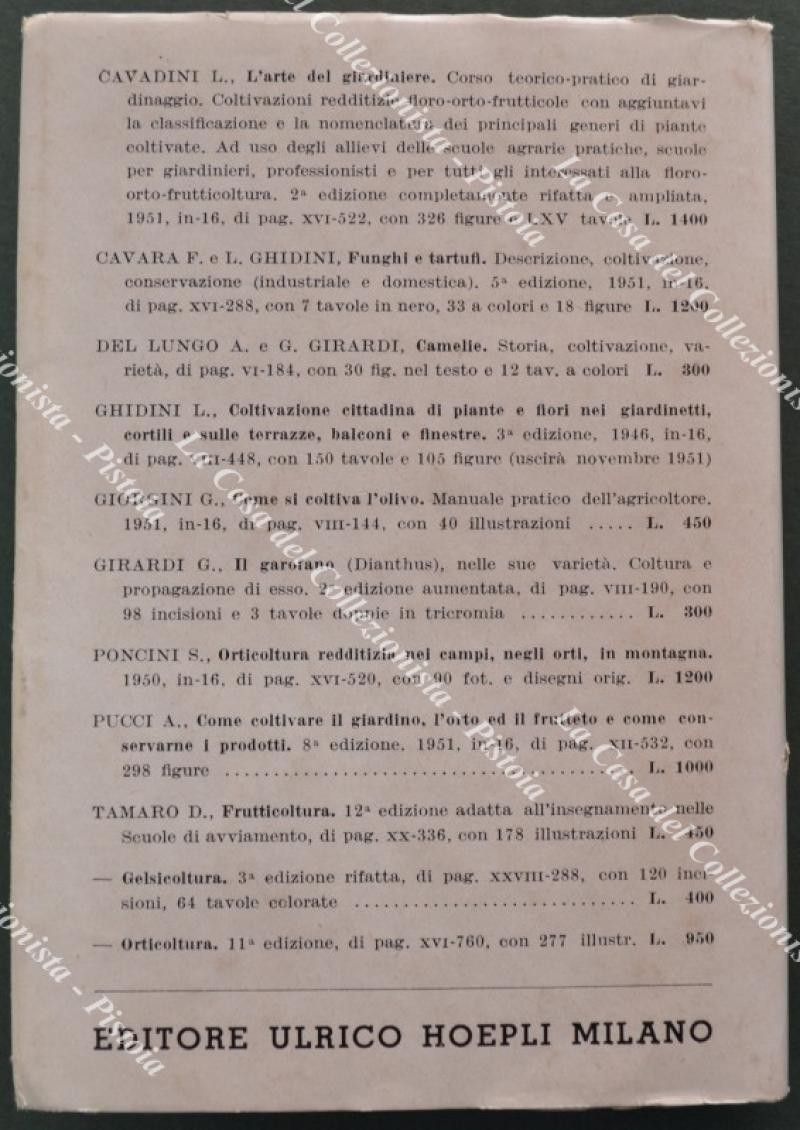 CAVADINI L., L'arte del giardiniere. Corso teorico-pratico di giar-
dinaggio. Coltivazioni redditizie floro-orto-frutticole con aggiuntavi
la classificazione e la nomenclatura dei principali generi di piante
coltivate. Ad uso degli allievi delle scuole agrarie pratiche, scuole
per giardinieri, professionisti e per tutti gli interessati alla floro-
orto-frutticoltura. 2ª edizione completamente rifatta e ampliata,
1951, in-16, di pag. XVI-522, con 326 figure e LXV tavole L. 1400
CAVARA F. e L. GHIDINI, Funghi e tartufi. Descrizione, coltivazione,
conservazione (industriale e domestica). 5ª edizione, 1951, in-16,
di pag. XVI-288, con 7 tavole in nero, 33 a colori e 18 figure L. 1200
DEL LUNGO A. e G. GIRARDI, Camelie. Storia, coltivazione, va-
rietà, di pag. VI-184, con 30 fig. nel testo e 12 tav. a colori L. 300
GHIDINI L., Coltivazione cittadina di piante e fiori nei giardinetti,
cortili e sulle terrazze, balconi e finestre. 3ª edizione, 1946, in-16,
di pag. VIII-448, con 150 tavole e 105 figure (uscirà novembre 1951)
GIORGINI G., Come si coltiva l'olivo. Manuale pratico dell'agricoltore.
1951, in-16, di pag. VIII-144, con 40 illustrazioni ..... L. 450
GIRARDI G., Il garofano (Dianthus), nelle sue varietà. Coltura e
propagazione di esso. 2ª edizione aumentata, di pag. VIII-190, con
98 incisioni e 3 tavole doppie in tricromia ............ L. 300
PONCINI S., Orticoltura redditizia nei campi, negli orti, in montagna.
1950, in-16, di pag. XVI-520, con 90 fot. e disegni orig. L. 1200
PUCCI A., Come coltivare il giardino, l'orto ed il frutteto e come con-
servarne i prodotti. 8ª edizione, 1951, in-16, di pag. XII-532, con
298 figure ..................................... L. 1000
TAMARO D., Frutticoltura. 12ª edizione adatta all'insegnamento nelle
Scuole di avviamento, di pag. XX-336, con 178 illustrazioni L. 450
— Gelsicoltura. 3ª edizione rifatta, di pag. XXVIII-288, con 120 inci-
sioni, 64 tavole colorate ............................ L. 400
— Orticoltura. 11ª edizione, di pag. XVI-760, con 277 illustr. L. 950
EDITORE ULRICO HOEPLI MILANO
La Casa del Collezionista - Pistoia